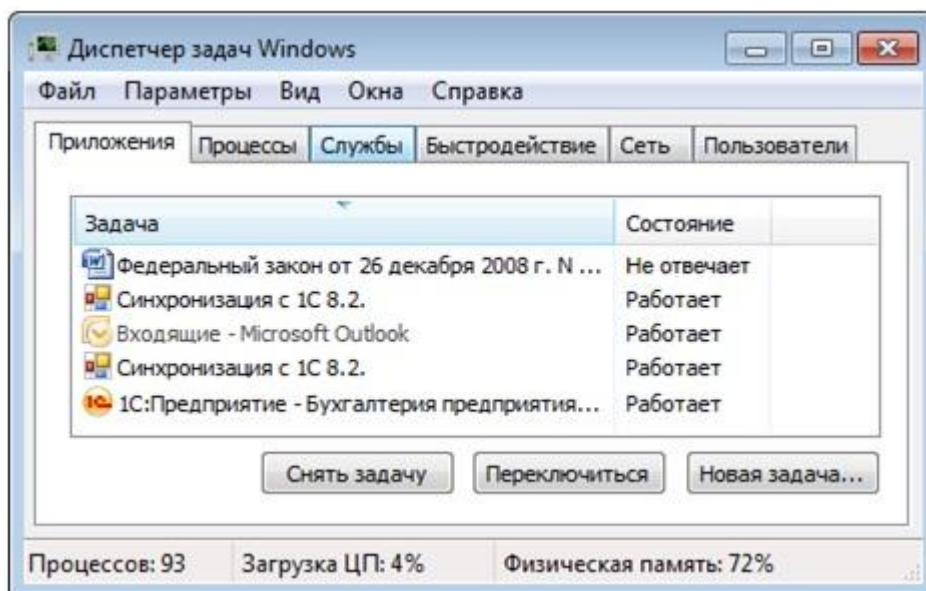 Диспетчер задач Windows
Файл Параметры Вид Окна Справка
Приложения Процессы Службы Быстродействие Сеть Пользователи
Задача Состояние
Федеральный закон от 26 декабря 2008 г. N ... Не отвечает
Синхронизация с 1С 8.2. Работает
Входящие - Microsoft Outlook Работает
Синхронизация с 1С 8.2. Работает
1С:Предприятие - Бухгалтерия предприятия... Работает
Снять задачу Переключиться Новая задача...
Процессов: 93 Загрузка ЦП: 4% Физическая память: 72%